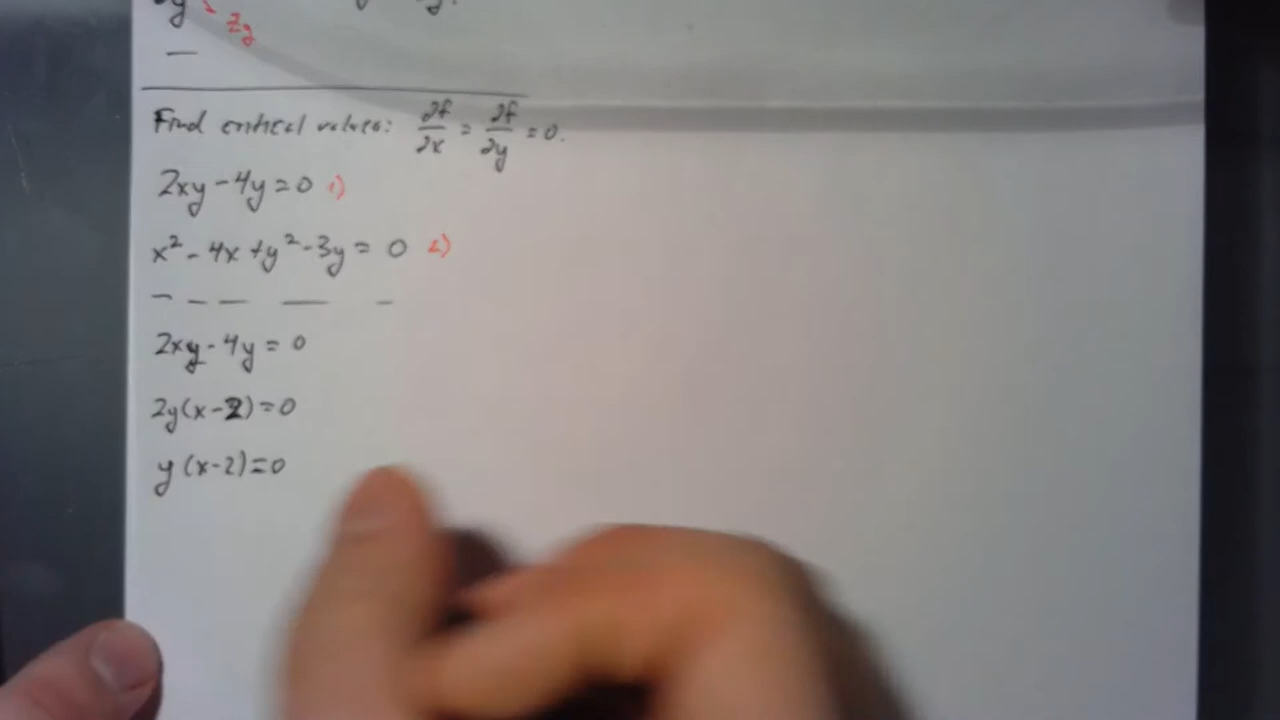 zy
Find critical values: ∂f/∂x = ∂f/∂y = 0.
2xy - 4y = 0 1)
x² - 4x + y² - 3y = 0 2)
2xy - 4y = 0
2y(x-2) = 0
y(x-2) = 0